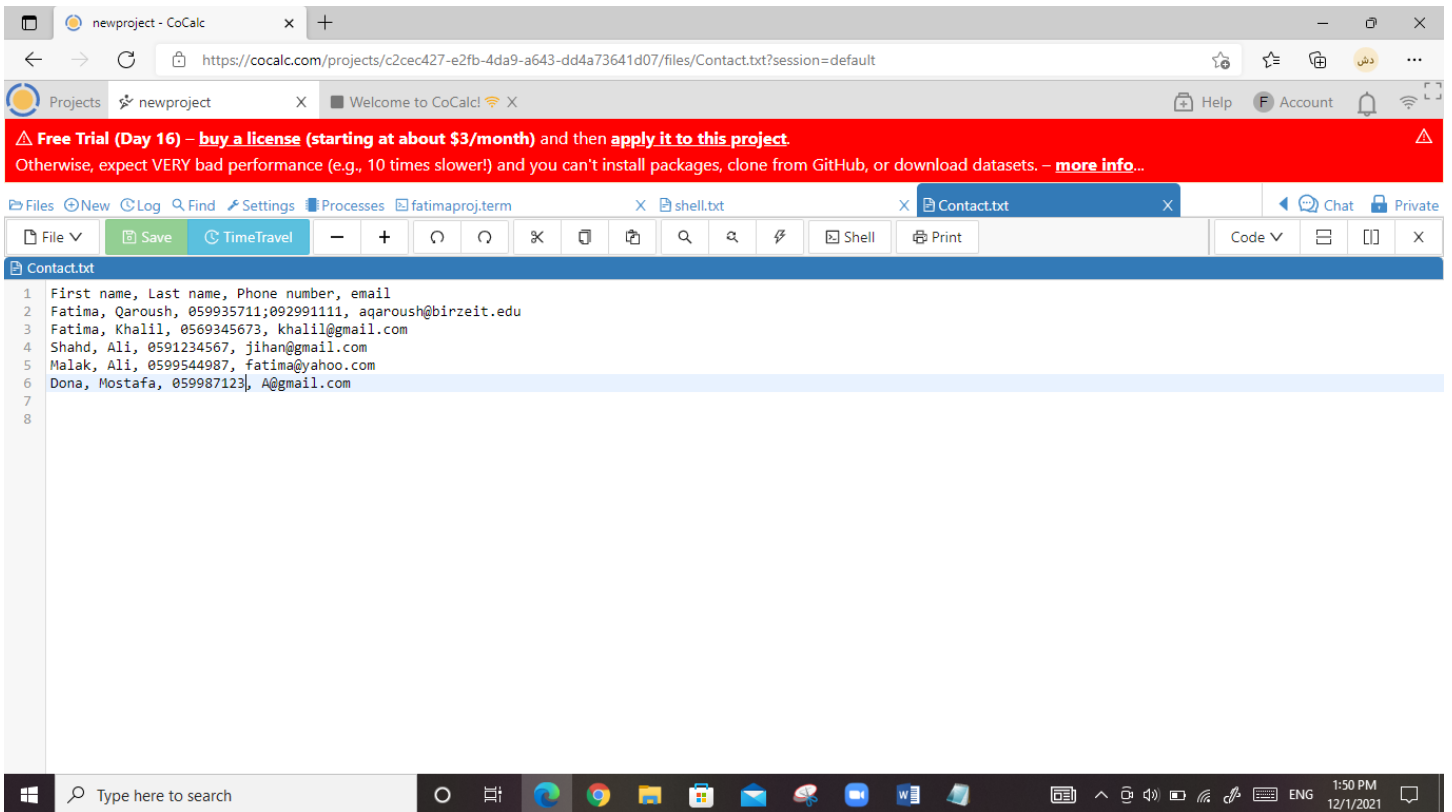 newproject - CoCalc
https://cocalc.com/projects/c2cec427-e2fb-4da9-a643-dd4a73641d07/files/Contact.txt?session=default
دش
Projects newproject X Welcome to CoCalc! X Help F Account
Free Trial (Day 16) – buy a license (starting at about $3/month) and then apply it to this project.
Otherwise, expect VERY bad performance (e.g., 10 times slower!) and you can't install packages, clone from GitHub, or download datasets. – more info...
Files New Log Find Settings Processes fatimaproj.term X shell.txt X Contact.txt X Chat Private
File Save TimeTravel Shell Print Code X
Contact.txt
1 First name, Last name, Phone number, email
2 Fatima, Qaroush, 059935711;092991111, aqaroush@birzeit.edu
3 Fatima, Khalil, 0569345673, khalil@gmail.com
4 Shahd, Ali, 0591234567, jihan@gmail.com
5 Malak, Ali, 0599544987, fatima@yahoo.com
6 Dona, Mostafa, 059987123, A@gmail.com
7
8
Type here to search ENG 1:50 PM
12/1/2021